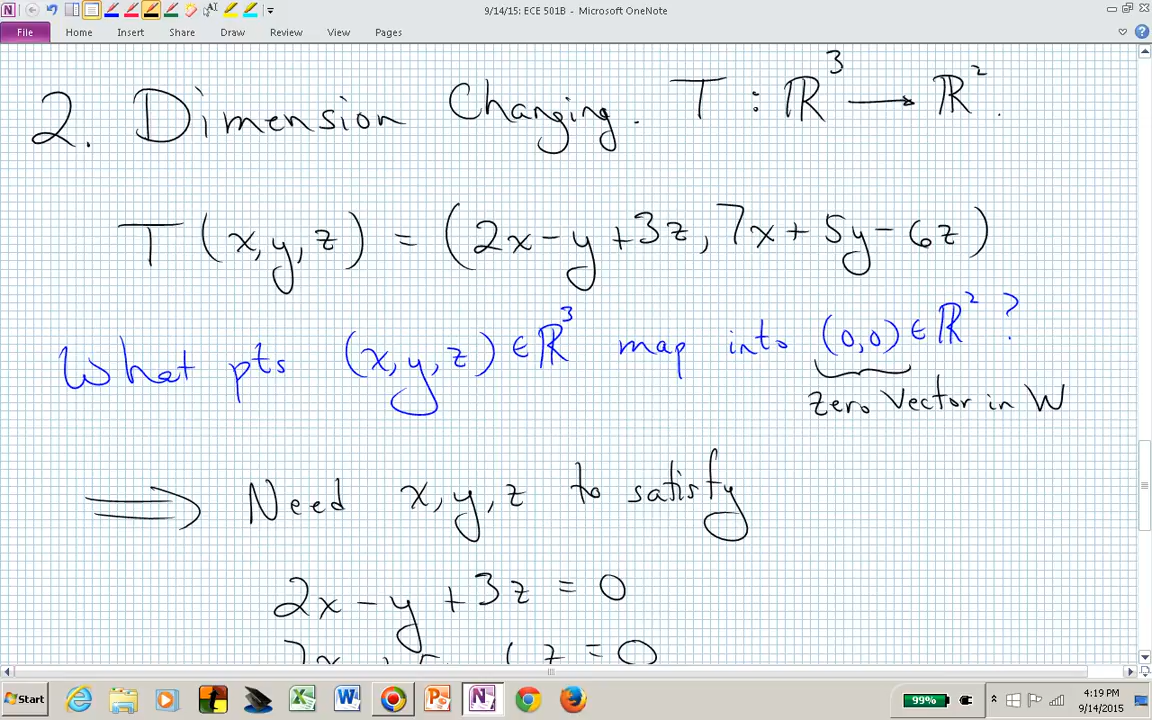 9/14/15: ECE 501B - Microsoft OneNote
File Home Insert Share Draw Review View Pages
2. Dimension Changing. T : ℝ³ → ℝ².
T(x,y,z) = (2x-y+3z, 7x+5y-6z)
What pts (x,y,z) ∈ ℝ³ map into (0,0) ∈ ℝ² ?
zero vector in W
⟹ Need x,y,z to satisfy
2x - y + 3z = 0
z = 0
Start
99%
4:19 PM
9/14/2015